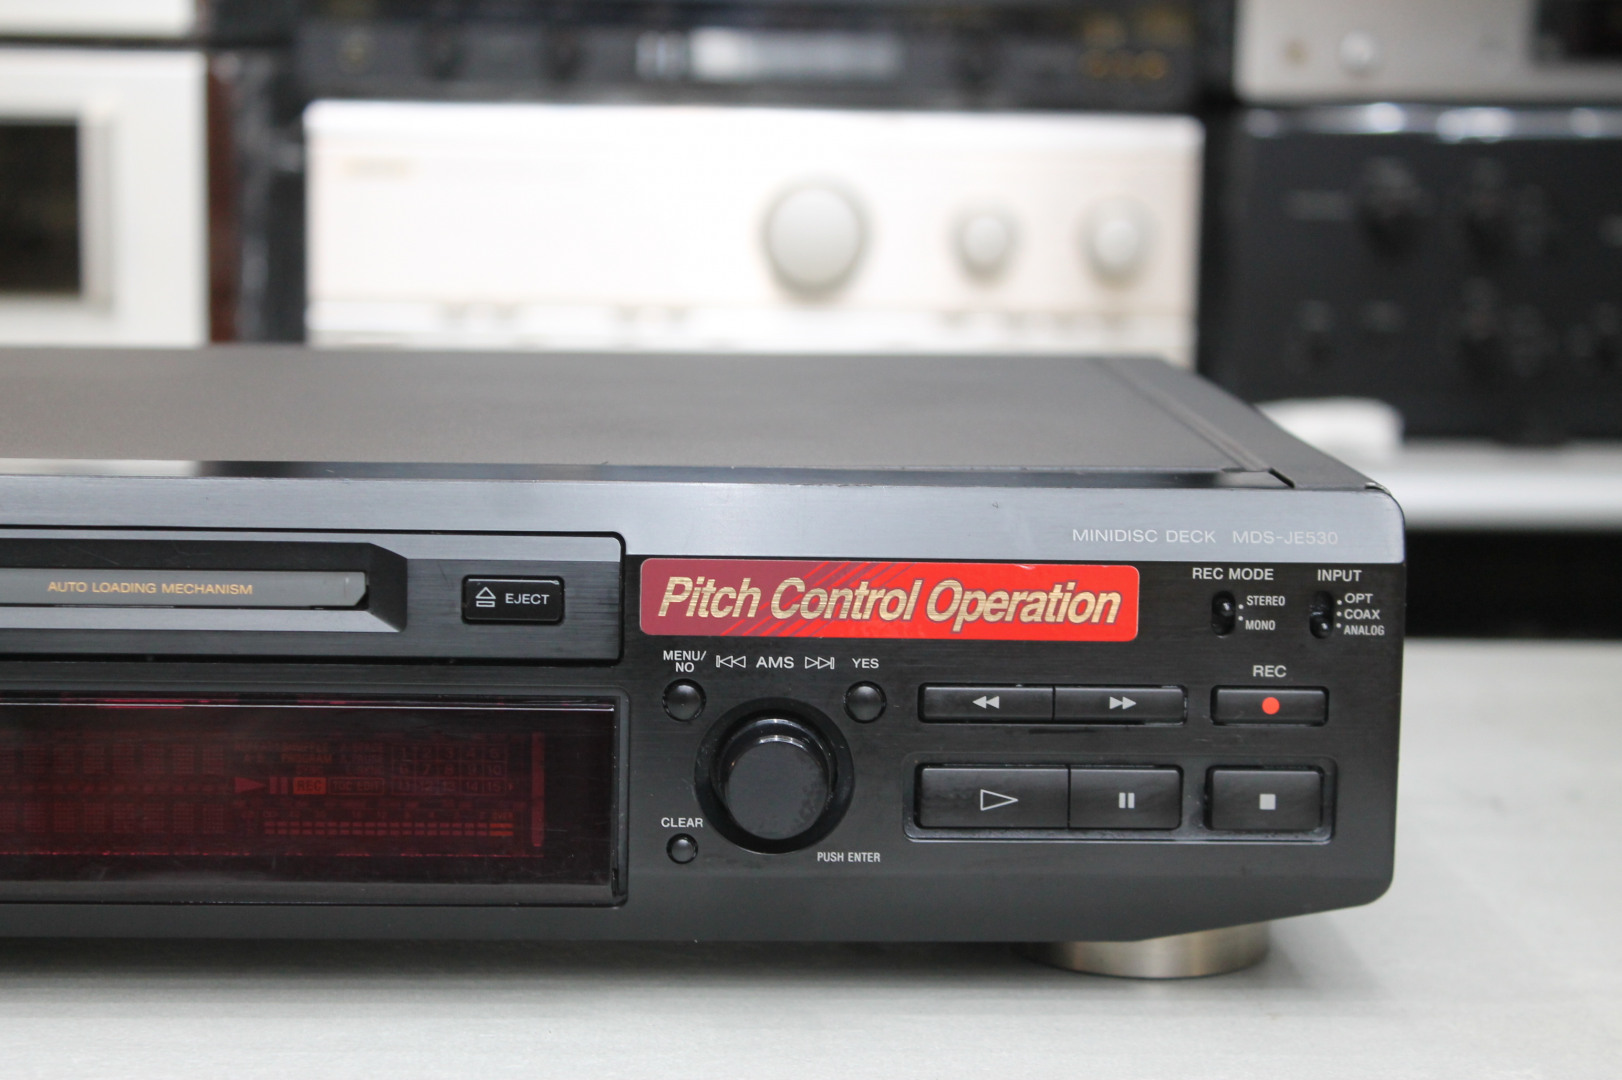 MINIDISC DECK MDS-JE530
AUTO LOADING MECHANISM
EJECT
Pitch Control Operation
REC MODE
STEREO
MONO
INPUT
OPT
COAX
ANALOG
MENU/
NO
AMS
YES
REC
CLEAR
PUSH ENTER
REC